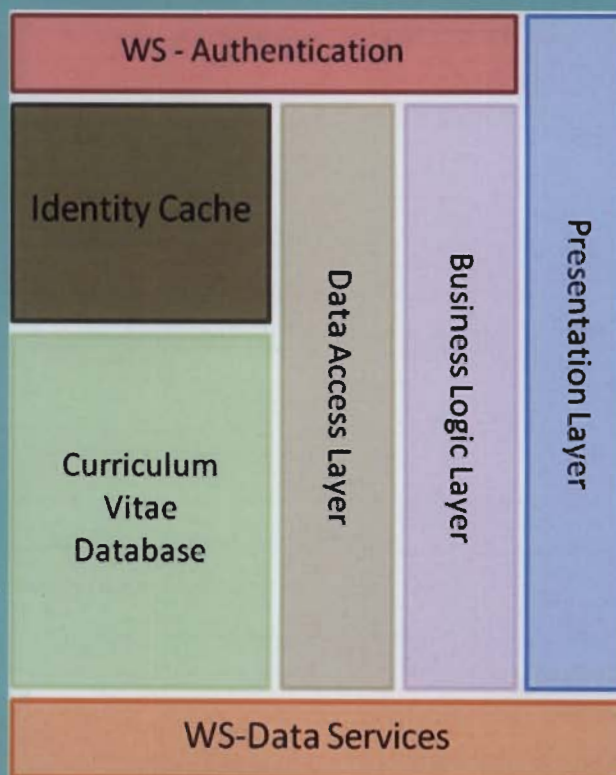 WS - Authentication
Identity Cache
Curriculum
Vitae
Database
Data Access Layer
Business Logic Layer
Presentation Layer
WS-Data Services